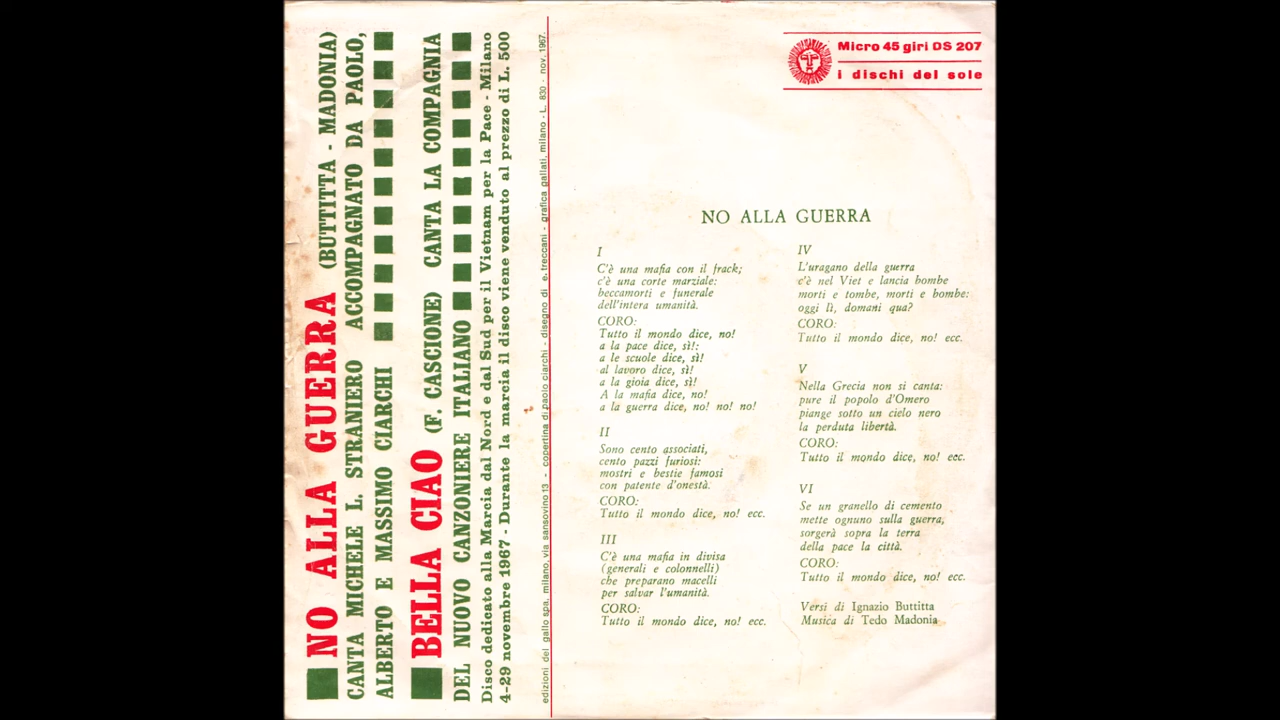 NO ALLA GUERRA (BUTTITTA - MADONIA)
CANTA MICHELE L. STRANIERO ACCOMPAGNATO DA PAOLO,
ALBERTO E MASSIMO CIARCHI
BELLA CIAO (F. CASCIONE) CANTA LA COMPAGNIA
DEL NUOVO CANZONIERE ITALIANO
Disco dedicato alla Marcia dal Nord e dal Sud per il Vietnam per la Pace - Milano
4-29 novembre 1967 - Durante la marcia il disco viene venduto al prezzo di L. 500
edizioni del gallo spa, milano, via sansovino 13 - copertina di paolo ciarchi - disegno di e. treccani - grafica gallati, milano - L. 830 - nov. 1967.
Micro 45 giri DS 207
i dischi del sole
NO ALLA GUERRA
I
C'è una mafia con il frack;
c'è una corte marziale:
beccamorti e funerale
dell'intera umanità.
CORO:
Tutto il mondo dice, no!
a la pace dice, sì!:
a le scuole dice, sì!
al lavoro dice, sì!
a la gioia dice, sì!
A la mafia dice, no!
a la guerra dice, no! no! no!
II
Sono cento associati,
cento pazzi furiosi:
mostri e bestie famosi
con patente d'onestà.
CORO:
Tutto il mondo dice, no! ecc.
III
C'è una mafia in divisa
(generali e colonnelli)
che preparano macelli
per salvar l'umanità.
CORO:
Tutto il mondo dice, no! ecc.
IV
L'uragano della guerra
c'è nel Viet e lancia bombe
morti e tombe, morti e bombe:
oggi lì, domani qua?
CORO:
Tutto il mondo dice, no! ecc.
V
Nella Grecia non si canta:
pure il popolo d'Omero
piange sotto un cielo nero
la perduta libertà.
CORO:
Tutto il mondo dice, no! ecc.
VI
Se un granello di cemento
mette ognuno sulla guerra,
sorgerà sopra la terra
della pace la città.
CORO:
Tutto il mondo dice, no! ecc.
Versi di Ignazio Buttitta
Musica di Tedo Madonia